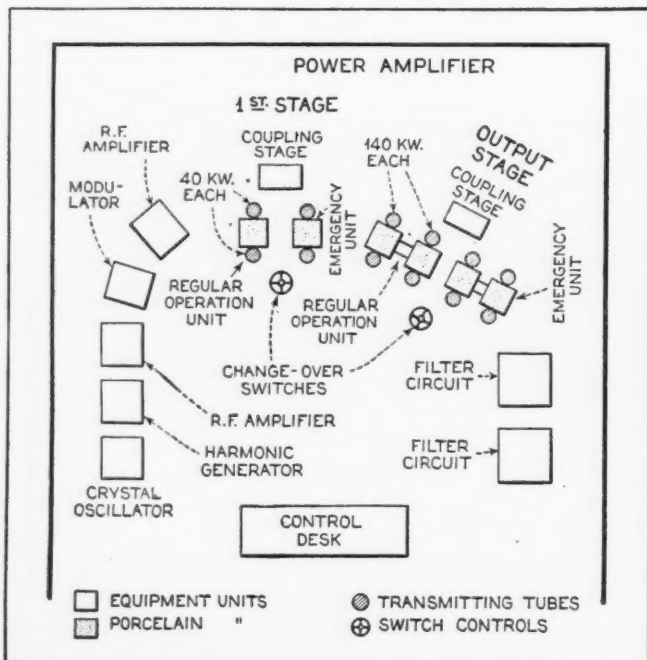 POWER AMPLIFIER
1ST. STAGE
R.F.
AMPLIFIER
COUPLING
STAGE
OUTPUT
STAGE
COUPLING
STAGE
MODU-
LATOR
40 KW.
EACH
140 KW.
EACH
EMERGENCY
UNIT
EMERGENCY
UNIT
REGULAR
OPERATION
UNIT
REGULAR
OPERATION
UNIT
CHANGE-OVER
SWITCHES
FILTER
CIRCUIT
R.F. AMPLIFIER
HARMONIC
GENERATOR
FILTER
CIRCUIT
CRYSTAL
OSCILLATOR
CONTROL
DESK
EQUIPMENT UNITS
PORCELAIN "
TRANSMITTING TUBES
SWITCH CONTROLS